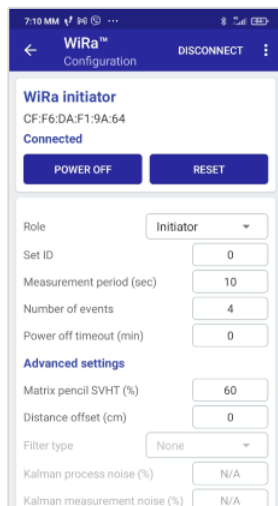 7:10 MM ...
WiRa™ DISCONNECT
Configuration
WiRa initiator
CF:F6:DA:F1:9A:64
Connected
POWER OFF RESET
Role Initiator
Set ID 0
Measurement period (sec) 10
Number of events 4
Power off timeout (min) 0
Advanced settings
Matrix pencil SVHT (%) 60
Distance offset (cm) 0
Filter type None
Kalman process noise (%) N/A
Kalman measurement noise (%) N/A